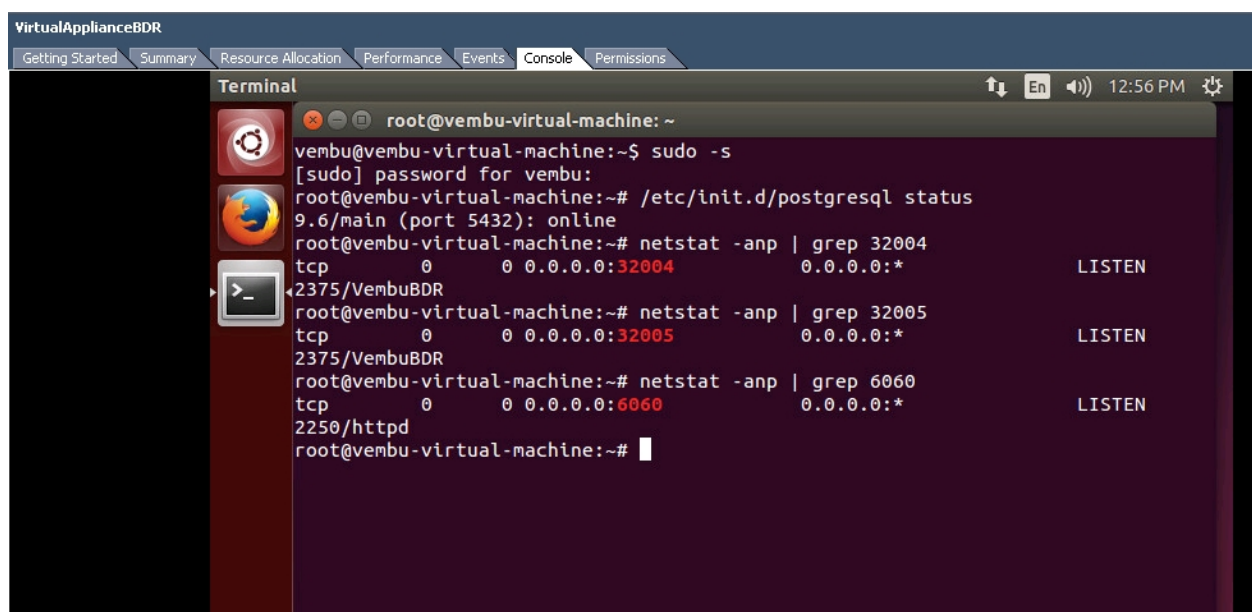 VirtualApplianceBDR
Getting Started Summary Resource Allocation Performance Events Console Permissions
Terminal En 12:56 PM
root@vembu-virtual-machine: ~
vembu@vembu-virtual-machine:~$ sudo -s
[sudo] password for vembu:
root@vembu-virtual-machine:~# /etc/init.d/postgresql status
9.6/main (port 5432): online
root@vembu-virtual-machine:~# netstat -anp | grep 32004
tcp 0 0 0.0.0.0:32004 0.0.0.0:* LISTEN
2375/VembuBDR
root@vembu-virtual-machine:~# netstat -anp | grep 32005
tcp 0 0 0.0.0.0:32005 0.0.0.0:* LISTEN
2375/VembuBDR
root@vembu-virtual-machine:~# netstat -anp | grep 6060
tcp 0 0 0.0.0.0:6060 0.0.0.0:* LISTEN
2250/httpd
root@vembu-virtual-machine:~#